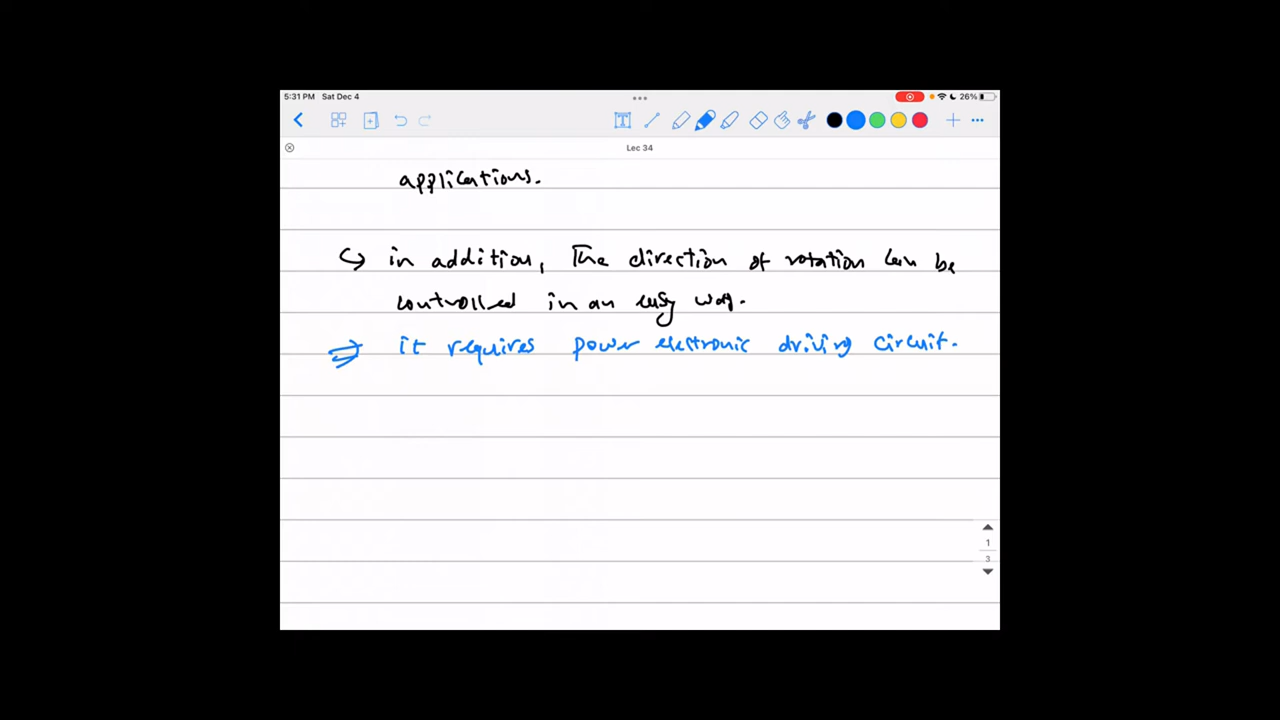 5:31 PM Sat Dec 4
26%
Lec 34
applications.
↪ in addition, The direction of rotation can be
controlled in an easy way.
⇒ it requires power electronic driving circuit.
1
3